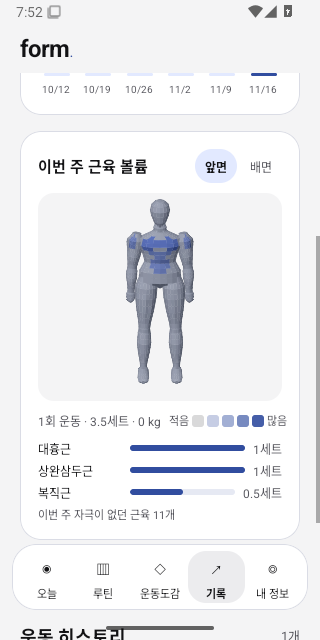 7:52
form.
10/12 10/19 10/26 11/2 11/9 11/16
이번 주 근육 볼륨 앞면 배면
1회 운동 · 3.5세트 · 0 kg 적음 많음
대흉근 1세트
상완삼두근 1세트
복직근 0.5세트
이번 주 자극이 없던 근육 11개
오늘 루틴 운동도감 기록 내 정보
운동 히스토리 1개